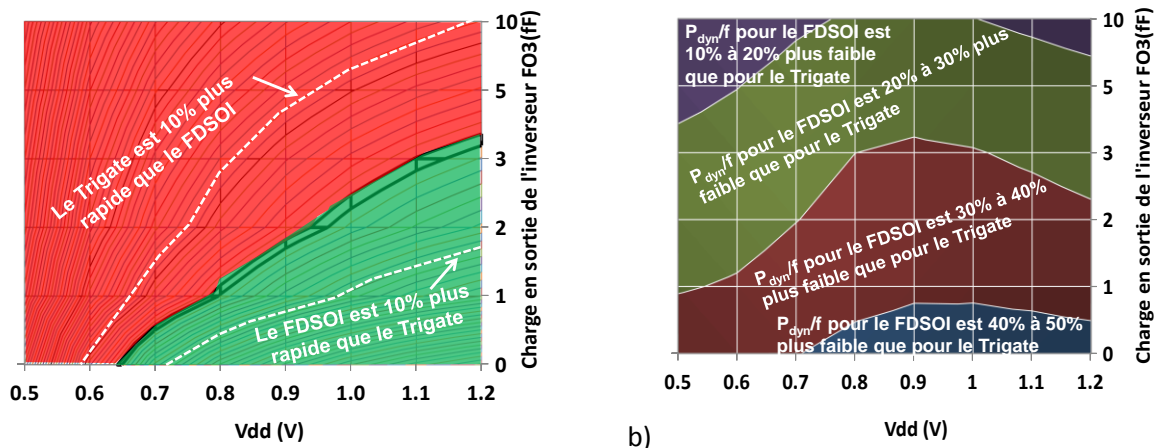 Le Trigate est 10% plus
rapide que le FDSOI
Le FDSOI est 10% plus
rapide que le Trigate
10
5
3
2
1
0
Charge en sortie de l'inverseur FO3(fF)
0.5 0.6 0.7 0.8 0.9 1.0 1.1 1.2
Vdd (V)
b)
Pdyn/f pour le FDSOI est
10% à 20% plus faible
que pour le Trigate
Pdyn/f pour le FDSOI est 20% à 30% plus
faible que pour le Trigate
Pdyn/f pour le FDSOI est 30% à 40%
plus faible que pour le Trigate
Pdyn/f pour le FDSOI est 40% à 50%
plus faible que pour le Trigate
10
5
3
2
1
0
Charge en sortie de l'inverseur FO3(fF)
0.5 0.6 0.7 0.8 0.9 1 1.1 1.2
Vdd (V)